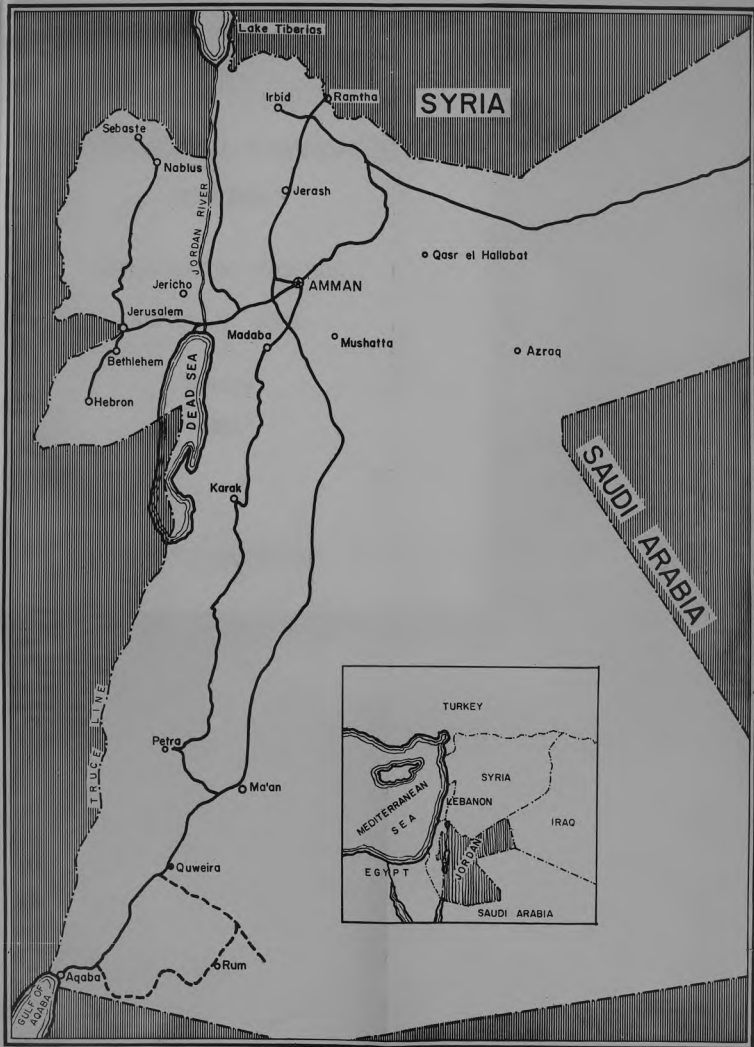 Lake Tiberias
Irbid
Ramtha
SYRIA
Sebaste
Nablus
JORDAN RIVER
Jerash
Qasr el Hallabat
Jericho
AMMAN
Jerusalem
Madaba
Mushatta
Azraq
Bethlehem
DEAD SEA
Hebron
SAUDI ARABIA
Karak
TRUCE LINE
Petra
Ma'an
Quweira
Aqaba
Rum
GULF OF
AQABA
TURKEY
SYRIA
LEBANON
MEDITERRANEAN
SEA
IRAQ
JORDAN
EGYPT
SAUDI ARABIA